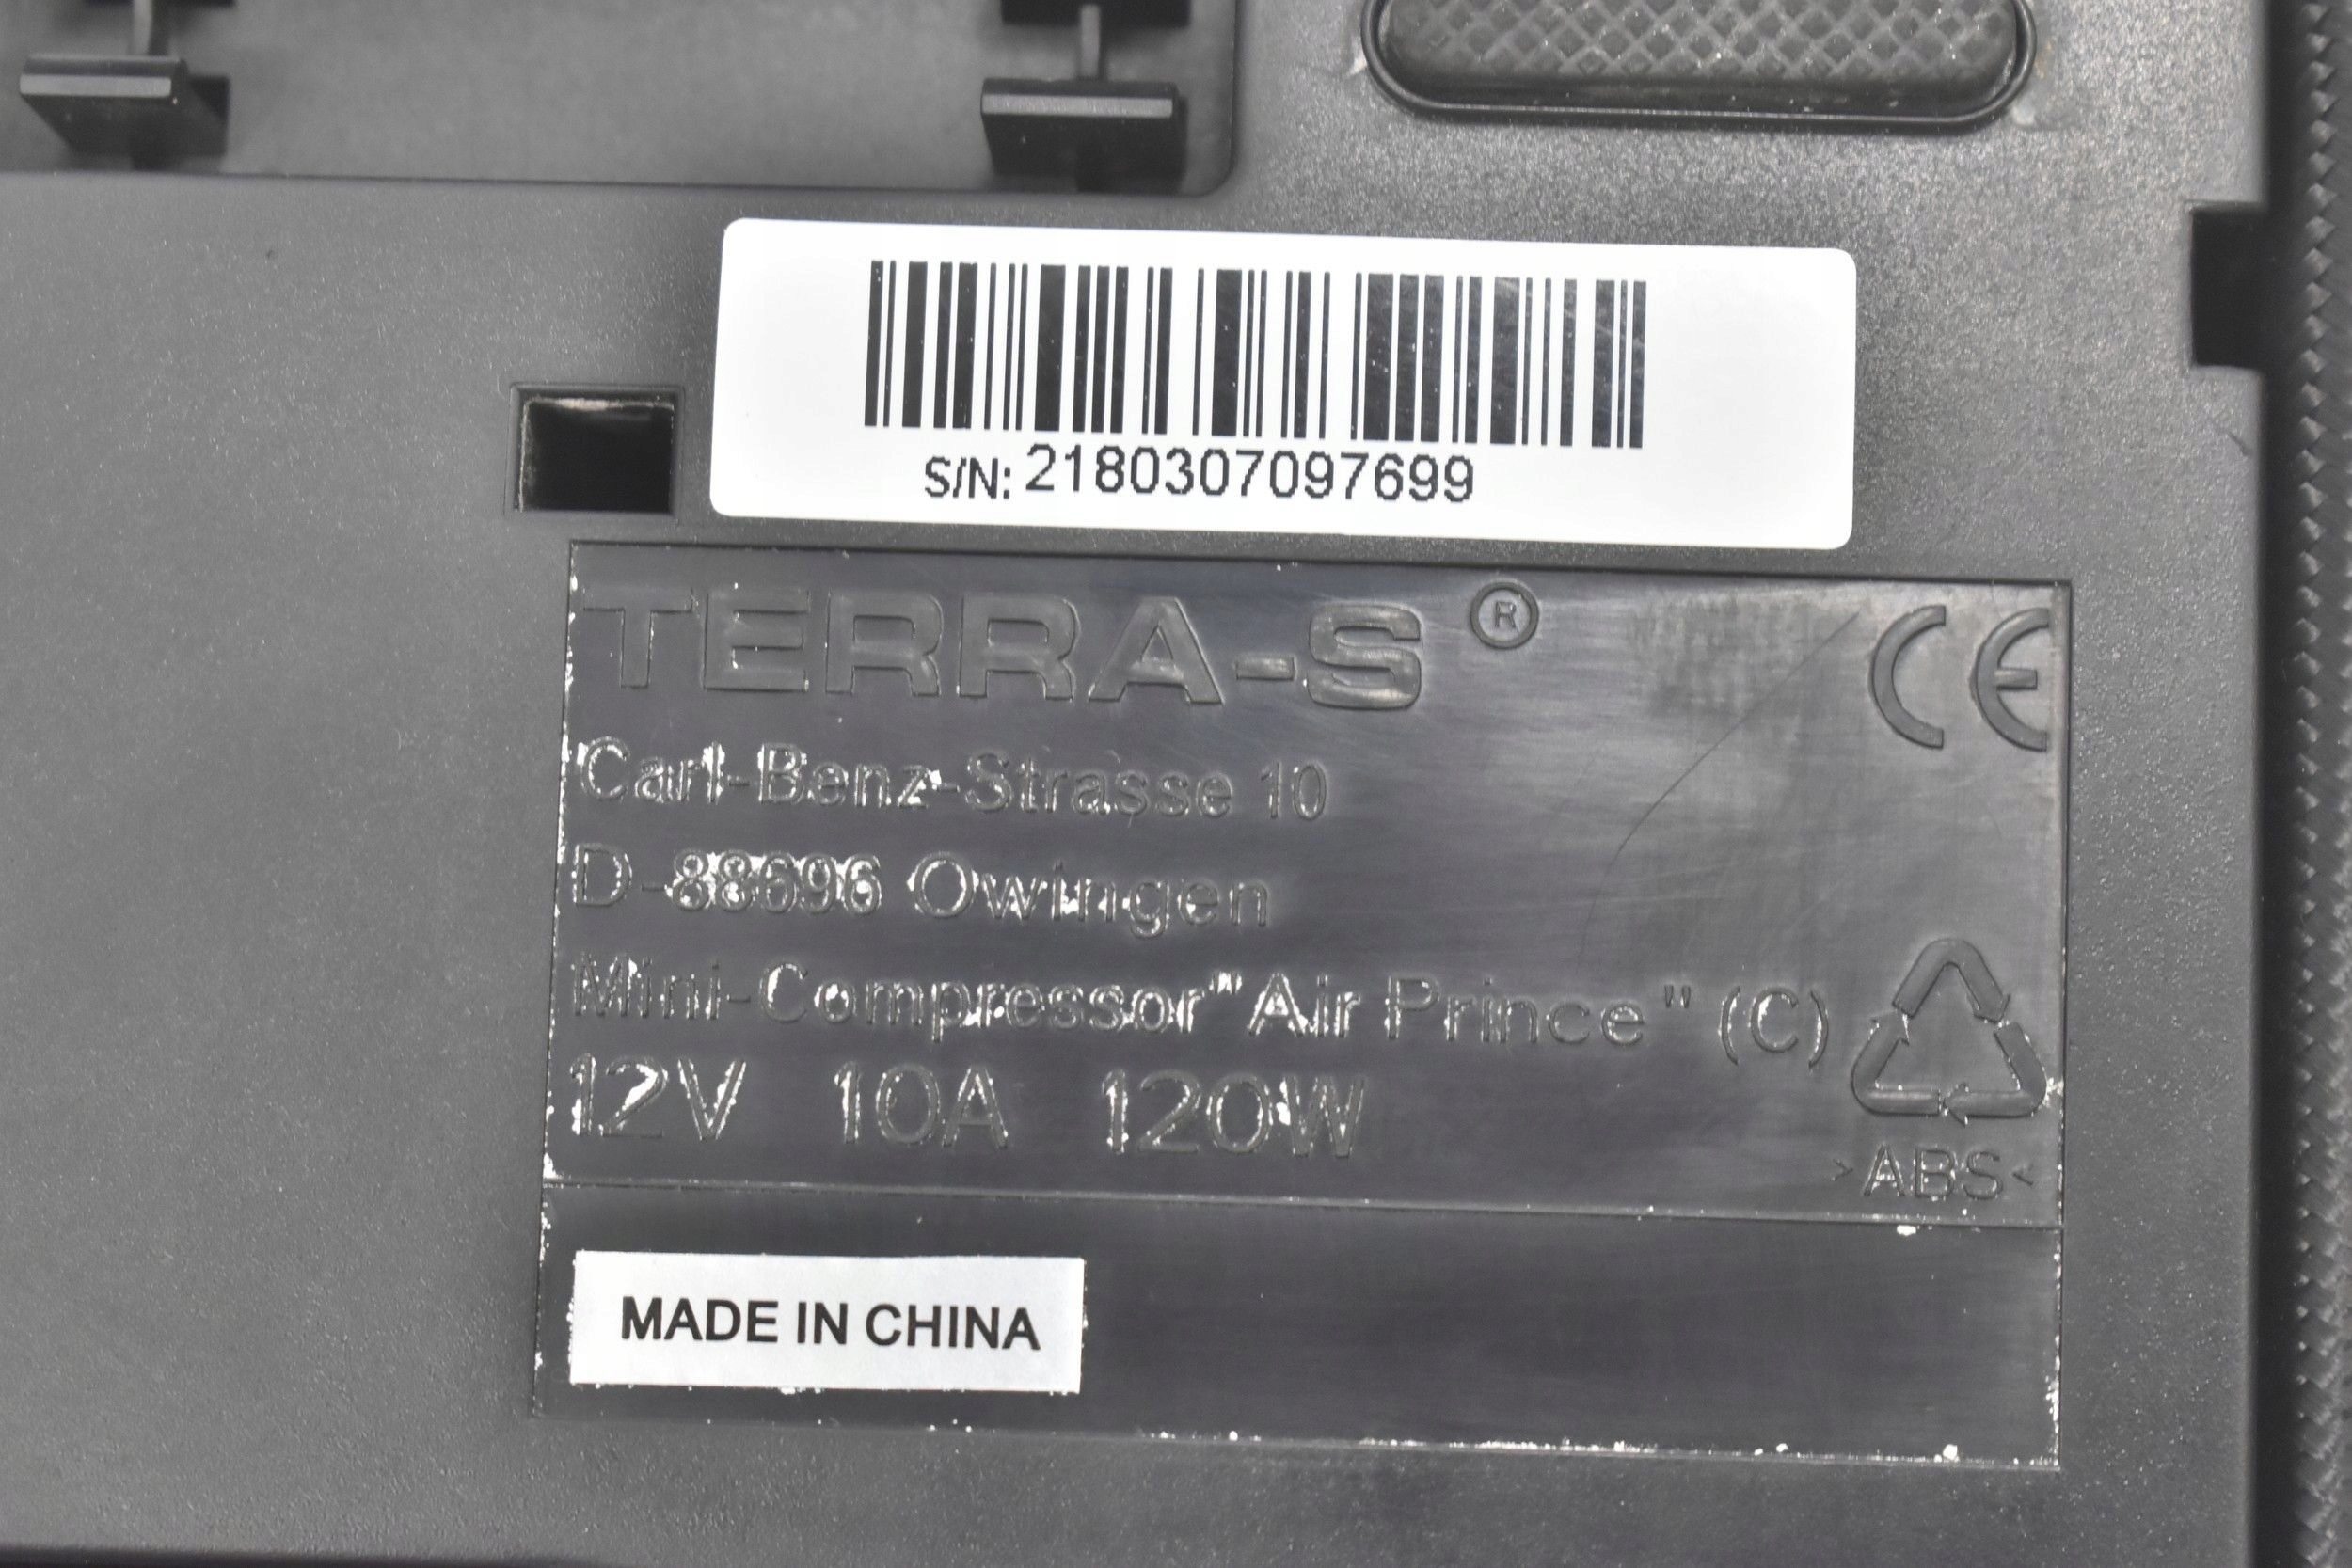 S/N: 2180307097699
TERRA-S ®
CE
Carl-Benz-Strasse 10
D-88696 Owingen
Mini-Compressor "Air Prince" (C)
12V 10A 120W
>ABS<
MADE IN CHINA